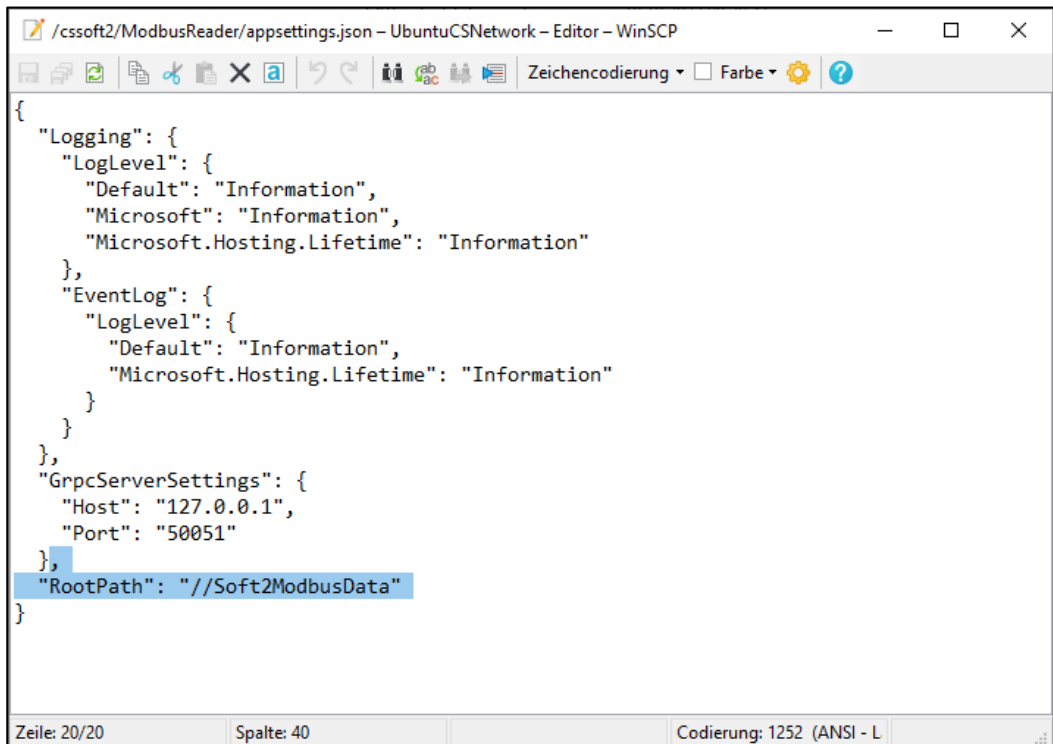 /cssoft2/ModbusReader/appsettings.json – UbuntuCSNetwork – Editor – WinSCP
Zeichencodierung Farbe
{
  "Logging": {
    "LogLevel": {
      "Default": "Information",
      "Microsoft": "Information",
      "Microsoft.Hosting.Lifetime": "Information"
    },
    "EventLog": {
      "LogLevel": {
        "Default": "Information",
        "Microsoft.Hosting.Lifetime": "Information"
      }
    }
  },
  "GrpcServerSettings": {
    "Host": "127.0.0.1",
    "Port": "50051"
  },
  "RootPath": "//Soft2ModbusData"
}
Zeile: 20/20 Spalte: 40 Codierung: 1252 (ANSI - L